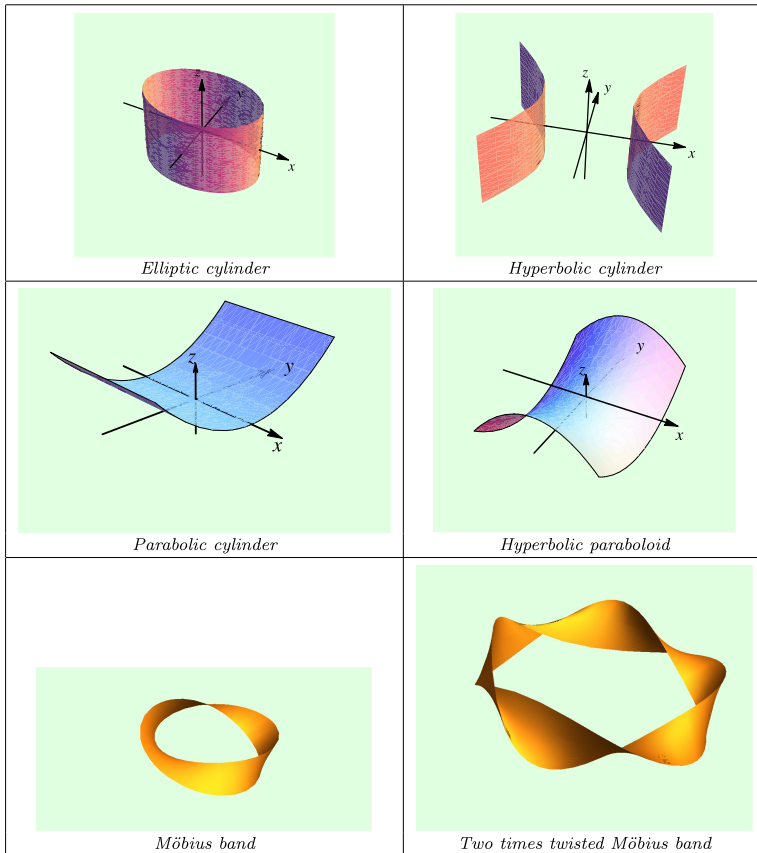 z
y
x
Elliptic cylinder
z
y
x
Hyperbolic cylinder
z
y
x
Parabolic cylinder
y
z
x
Hyperbolic paraboloid
Möbius band
Two times twisted Möbius band